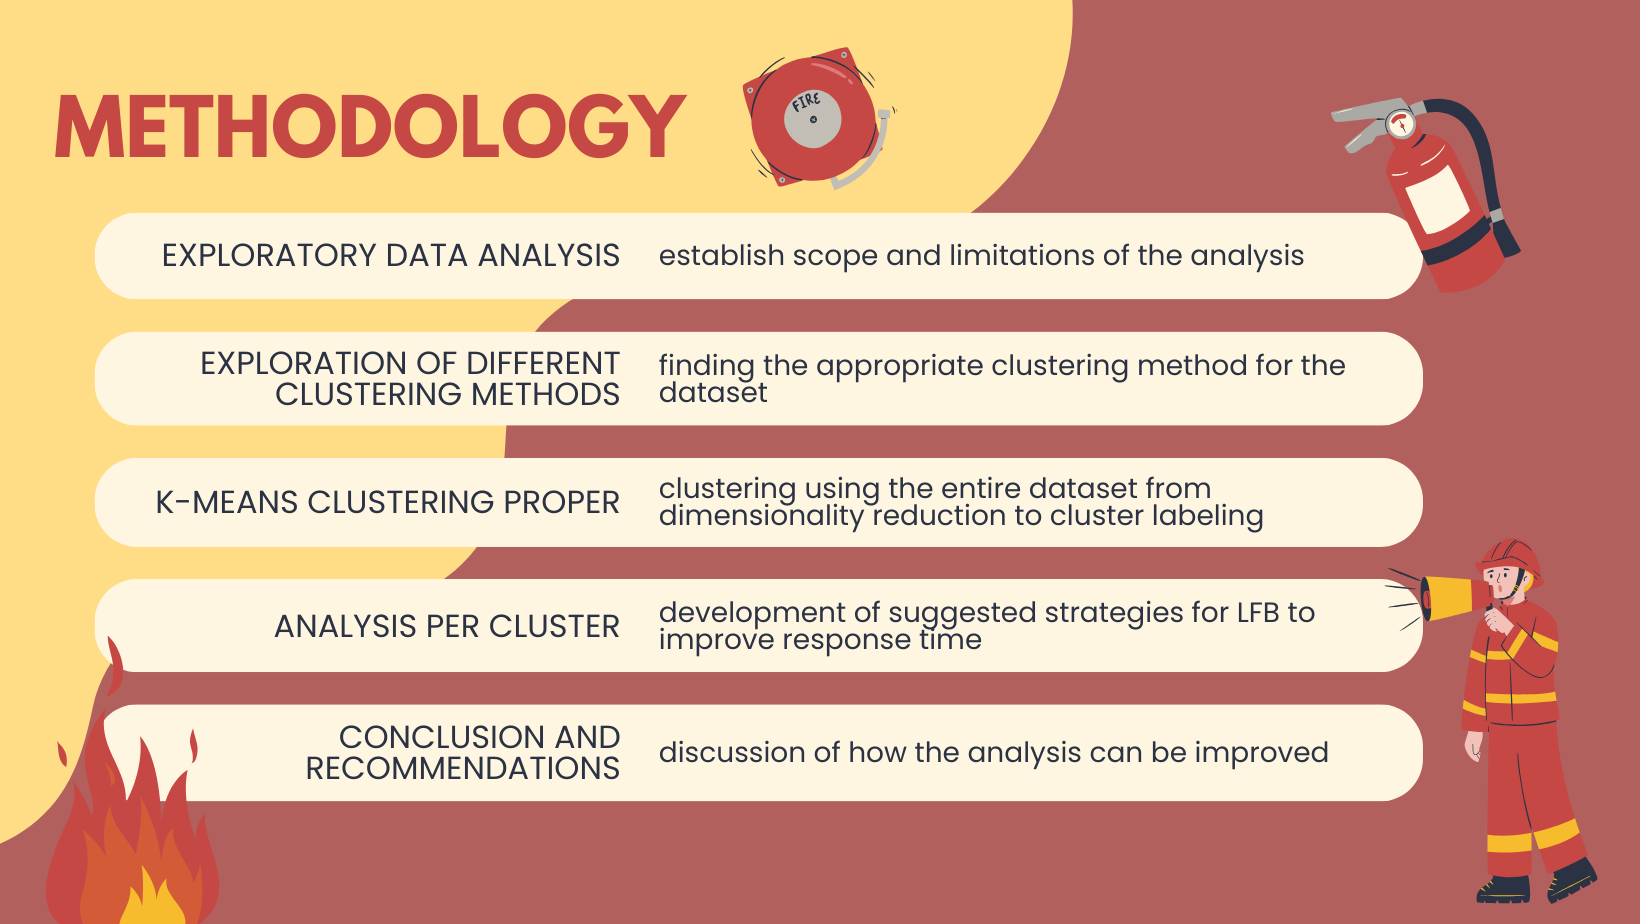 METHODOLOGY
FIRE
EXPLORATORY DATA ANALYSIS
establish scope and limitations of the analysis
EXPLORATION OF DIFFERENT
CLUSTERING METHODS
finding the appropriate clustering method for the
dataset
K-MEANS CLUSTERING PROPER
clustering using the entire dataset from
dimensionality reduction to cluster labeling
ANALYSIS PER CLUSTER
development of suggested strategies for LFB to
improve response time
CONCLUSION AND
RECOMMENDATIONS
discussion of how the analysis can be improved